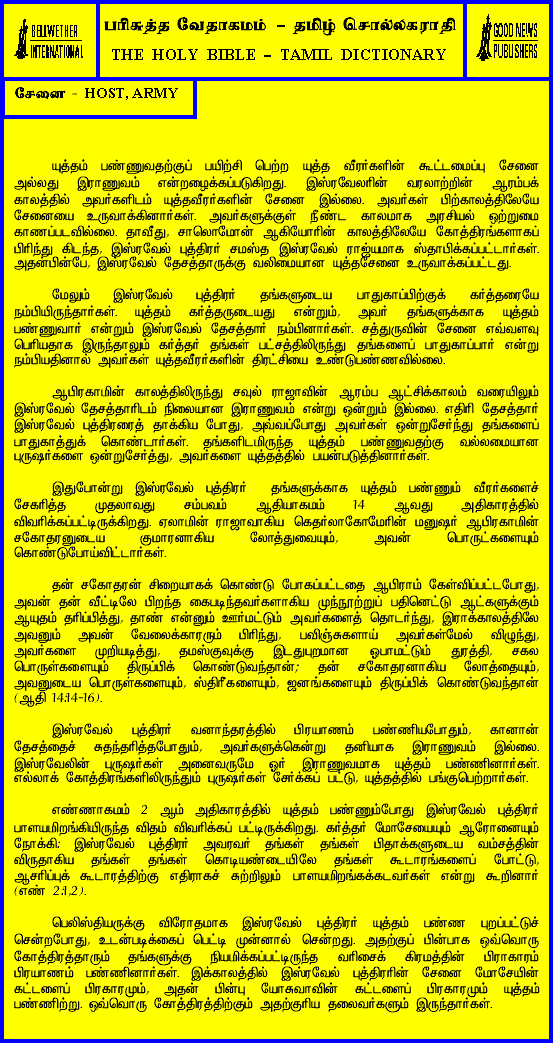 BELLWETHER
INTERNATIONAL
பரிசுத்த வேதாகமம் - தமிழ் சொல்லகராதி
THE HOLY BIBLE - TAMIL DICTIONARY
GOOD NEWS
PUBLISHERS
சேனை - HOST, ARMY
யுத்தம் பண்ணுவதற்குப் பயிற்சி பெற்ற யுத்த வீரர்களின் கூட்டமைப்பு சேனை
அல்லது இராணுவம் என்றழைக்கப்படுகிறது. இஸ்ரவேலரின் வரலாற்றின் ஆரம்பக்
காலத்தில் அவர்களிடம் யுத்தவீரர்களின் சேனை இல்லை. அவர்கள் பிற்காலத்திலேயே
சேனையை உருவாக்கினார்கள். அவர்களுக்குள் நீண்ட காலமாக அரசியல் ஒற்றுமை
காணப்படவில்லை. தாவீது, சாலொமோன் ஆகியோரின் காலத்திலேயே கோத்திரங்களாகப்
பிரிந்து கிடந்த, இஸ்ரவேல் புத்திரர் சமஸ்த இஸ்ரவேல் ராஜ்யமாக ஸ்தாபிக்கப்பட்டார்கள்.
அதன்பின்பே, இஸ்ரவேல் தேசத்தாருக்கு வலிமையான யுத்தசேனை உருவாக்கப்பட்டது.
மேலும் இஸ்ரவேல் புத்திரர் தங்களுடைய பாதுகாப்பிற்குக் கர்த்தரையே
நம்பியிருந்தார்கள். யுத்தம் கர்த்தருடையது என்றும், அவர் தங்களுக்காக யுத்தம்
பண்ணுவார் என்றும் இஸ்ரவேல் தேசத்தார் நம்பினார்கள். சத்துருவின் சேனை எவ்வளவு
பெரியதாக இருந்தாலும் கர்த்தர் தங்கள் பட்சத்திலிருந்து தங்களைப் பாதுகாப்பார் என்று
நம்பியதினால் அவர்கள் யுத்தவீரர்களின் திரட்சியை உண்டுபண்ணவில்லை.
ஆபிரகாமின் காலத்திலிருந்து சவுல் ராஜாவின் ஆரம்ப ஆட்சிக்காலம் வரையிலும்
இஸ்ரவேல் தேசத்தாரிடம் நிலையான இராணுவம் என்று ஒன்றும் இல்லை. எதிரி தேசத்தார்
இஸ்ரவேல் புத்திரரைத் தாக்கிய போது, அவ்வப்போது அவர்கள் ஒன்றுசேர்ந்து தங்களைப்
பாதுகாத்துக் கொண்டார்கள். தங்களிடமிருந்த யுத்தம் பண்ணுவதற்கு வல்லமையான
புருஷர்களை ஒன்றுசேர்த்து, அவர்களை யுத்தத்தில் பயன்படுத்தினார்கள்.
இதுபோன்று இஸ்ரவேல் புத்திரர் தங்களுக்காக யுத்தம் பண்ணும் வீரர்களைச்
சேகரித்த முதலாவது சம்பவம் ஆதியாகமம் 14 ஆவது அதிகாரத்தில்
விவரிக்கப்பட்டிருக்கிறது. ஏலாமின் ராஜாவாகிய கெதர்லாகோமேரின் மனுஷர் ஆபிரகாமின்
சகோதரனுடைய குமாரனாகிய லோத்துவையும், அவன் பொருட்களையும்
கொண்டுபோய்விட்டார்கள்.
தன் சகோதரன் சிறையாகக் கொண்டு போகப்பட்டதை ஆபிராம் கேள்விப்பட்டபோது,
அவன் தன் வீட்டிலே பிறந்த கைபடிந்தவர்களாகிய முந்நூற்றுப் பதினெட்டு ஆட்களுக்கும்
ஆயுதம் தரிப்பித்து, தாண் என்னும் ஊர்மட்டும் அவர்களைத் தொடர்ந்து, இராக்காலத்திலே
அவனும் அவன் வேலைக்காரரும் பிரிந்து, பவிஞ்சுகளாய் அவர்கள்மேல் விழுந்து,
அவர்களை முறியடித்து, தமஸ்குவுக்கு இடதுபுறமான ஓபாமட்டும் துரத்தி, சகல
பொருள்களையும் திருப்பிக் கொண்டுவந்தான்; தன் சகோதரனாகிய லோத்தையும்,
அவனுடைய பொருள்களையும், ஸ்திரீகளையும், ஜனங்களையும் திருப்பிக் கொண்டுவந்தான்
(ஆதி 14:14-16).
இஸ்ரவேல் புத்திரர் வனாந்தரத்தில் பிரயாணம் பண்ணியபோதும், கானான்
தேசத்தைச் சுதந்தரித்தபோதும், அவர்களுக்கென்று தனியாக இராணுவம் இல்லை.
இஸ்ரவேலின் புருஷர்கள் அனைவருமே ஓர் இராணுவமாக யுத்தம் பண்ணினார்கள்.
எல்லாக் கோத்திரங்களிலிருந்தும் புருஷர்கள் சேர்க்கப் பட்டு, யுத்தத்தில் பங்குபெற்றார்கள்.
எண்ணாகமம் 2 ஆம் அதிகாரத்தில் யுத்தம் பண்ணும்போது இஸ்ரவேல் புத்திரர்
பாளயமிறங்கியிருந்த விதம் விவரிக்கப் பட்டிருக்கிறது. கர்த்தர் மோசேயையும் ஆரோனையும்
நோக்கி: இஸ்ரவேல் புத்திரர் அவரவர் தங்கள் தங்கள் பிதாக்களுடைய வம்சத்தின்
விருதாகிய தங்கள் தங்கள் கொடியண்டையிலே தங்கள் கூடாரங்களைப் போட்டு,
ஆசரிப்புக் கூடாரத்திற்கு எதிராகச் சுற்றிலும் பாளயமிறங்கக்கடவர்கள் என்று கூறினார்
(எண் 2:1,2).
பெலிஸ்தியருக்கு விரோதமாக இஸ்ரவேல் புத்திரர் யுத்தம் பண்ண புறப்பட்டுச்
சென்றபோது, உடன்படிக்கைப் பெட்டி முன்னால் சென்றது. அதற்குப் பின்பாக ஒவ்வொரு
கோத்திரத்தாரும் தங்களுக்கு நியமிக்கப்பட்டிருந்த வரிசைக் கிரமத்தின் பிராகாரம்
பிரயாணம் பண்ணினார்கள். இக்காலத்தில் இஸ்ரவேல் புத்திரரின் சேனை மோசேயின்
கட்டளைப் பிரகாரமும், அதன் பின்பு யோசுவாவின் கட்டளைப் பிரகாரமும் யுத்தம்
பண்ணிற்று. ஒவ்வொரு கோத்திரத்திற்கும் அதற்குரிய தலைவர்களும் இருந்தார்கள்.